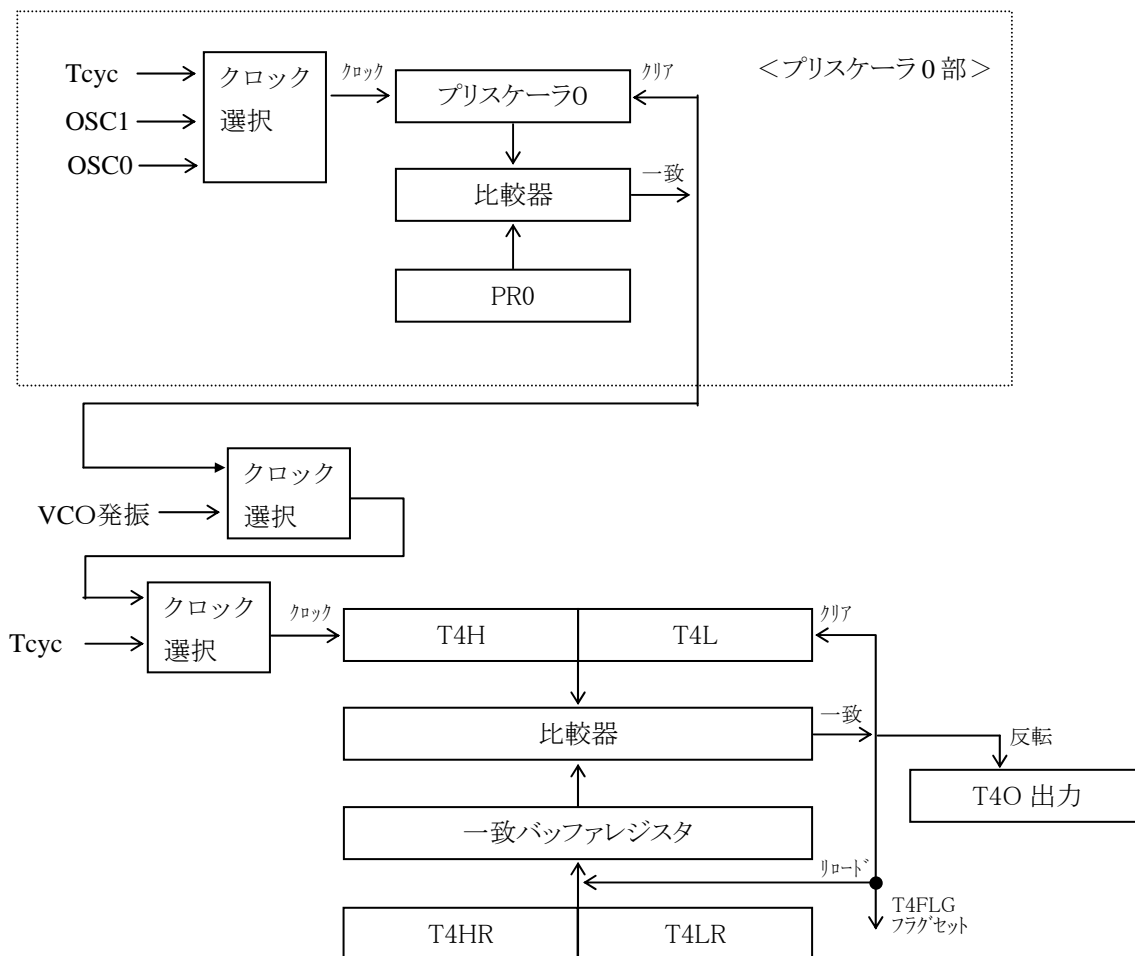 <プリスケーラ0部>
Tcyc
OSC1
OSC0
クロック
選択
クロック
プリスケーラ0
クリア
比較器
一致
PR0
クロック
選択
VCO発振
クロック
選択
Tcyc
クロック
T4H
T4L
クリア
比較器
一致
反転
T4O 出力
一致バッファレジスタ
リロード
T4FLG
フラグセット
T4HR
T4LR